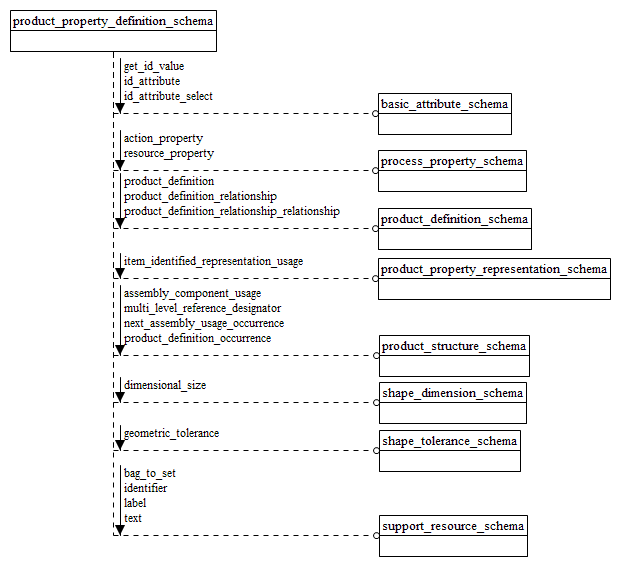 product_property_definition_schema
get_id_value
id_attribute
id_attribute_select
basic_attribute_schema
action_property
resource_property
process_property_schema
product_definition
product_definition_relationship
product_definition_relationship_relationship
product_definition_schema
item_identified_representation_usage
product_property_representation_schema
assembly_component_usage
multi_level_reference_designator
next_assembly_usage_occurrence
product_definition_occurrence
product_structure_schema
dimensional_size
shape_dimension_schema
geometric_tolerance
shape_tolerance_schema
bag_to_set
identifier
label
text
support_resource_schema